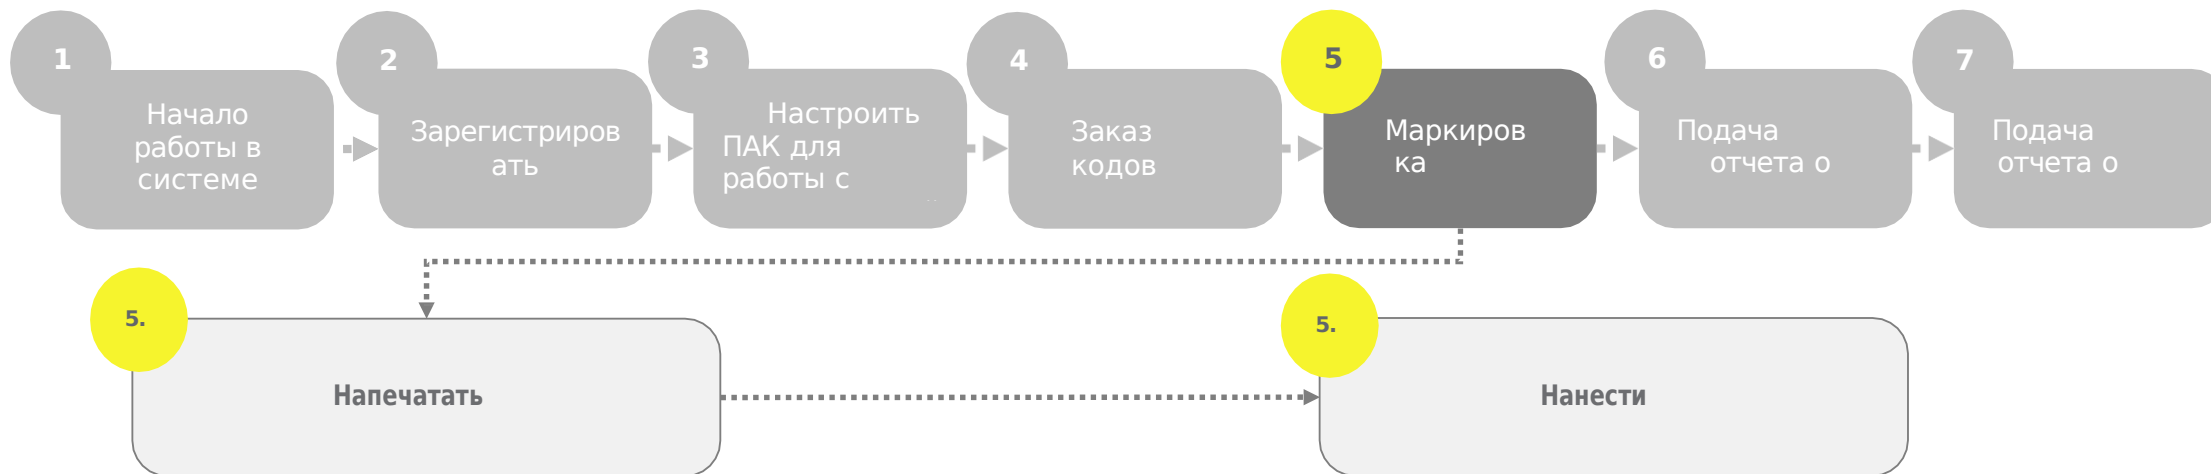 1
Начало
работы в
системе
2
Зарегистриров
ать
3
Настроить
ПАК для
работы с
4
Заказ
кодов
5
Маркиров
ка
6
Подача
отчета о
7
Подача
отчета о
5.
Напечатать
5.
Нанести